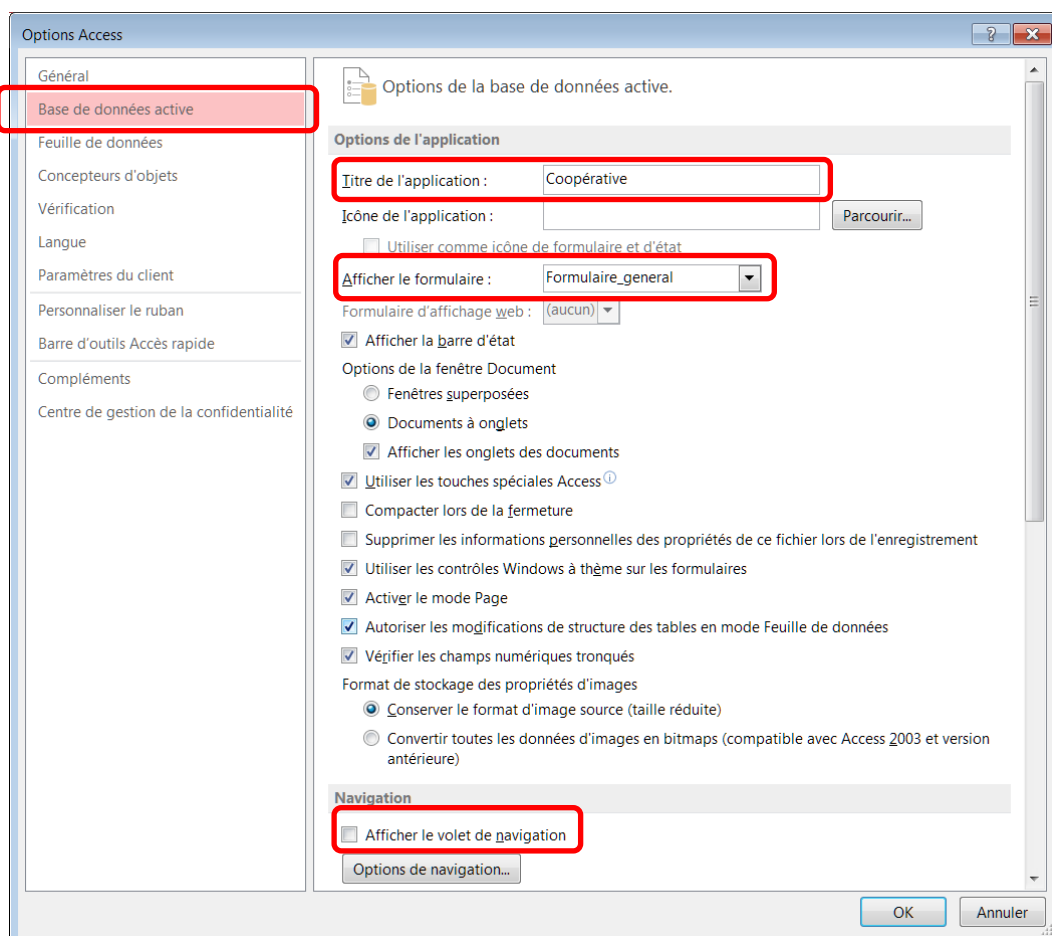 Options Access
Général
Base de données active
Feuille de données
Concepteurs d'objets
Vérification
Langue
Paramètres du client
Personnaliser le ruban
Barre d'outils Accès rapide
Compléments
Centre de gestion de la confidentialité
Options de la base de données active.
Options de l'application
Titre de l'application : Coopérative
Icône de l'application : Parcourir...
Utiliser comme icône de formulaire et d'état
Afficher le formulaire : Formulaire_general
Formulaire d'affichage web : (aucun)
Afficher la barre d'état
Options de la fenêtre Document
Fenêtres superposées
Documents à onglets
Afficher les onglets des documents
Utiliser les touches spéciales Access
Compacter lors de la fermeture
Supprimer les informations personnelles des propriétés de ce fichier lors de l'enregistrement
Utiliser les contrôles Windows à thème sur les formulaires
Activer le mode Page
Autoriser les modifications de structure des tables en mode Feuille de données
Vérifier les champs numériques tronqués
Format de stockage des propriétés d'images
Conserver le format d'image source (taille réduite)
Convertir toutes les données d'images en bitmaps (compatible avec Access 2003 et version
antérieure)
Navigation
Afficher le volet de navigation
Options de navigation...
OK Annuler